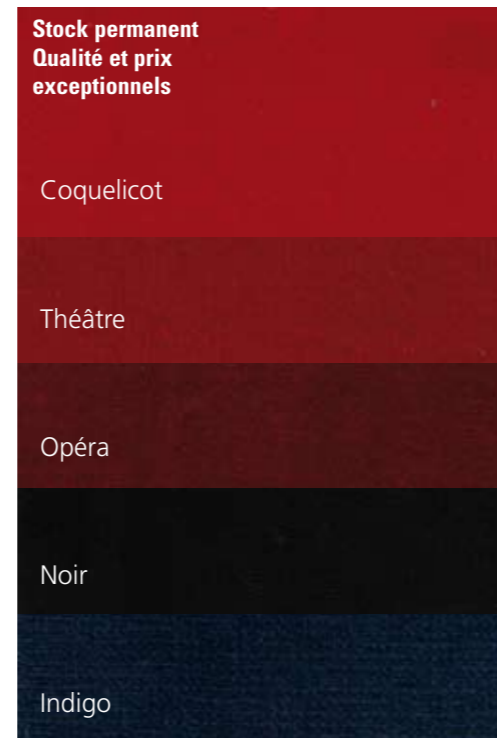 Stock permanent
Qualité et prix
exceptionnels
Coquelicot
Théâtre
Opéra
Noir
Indigo